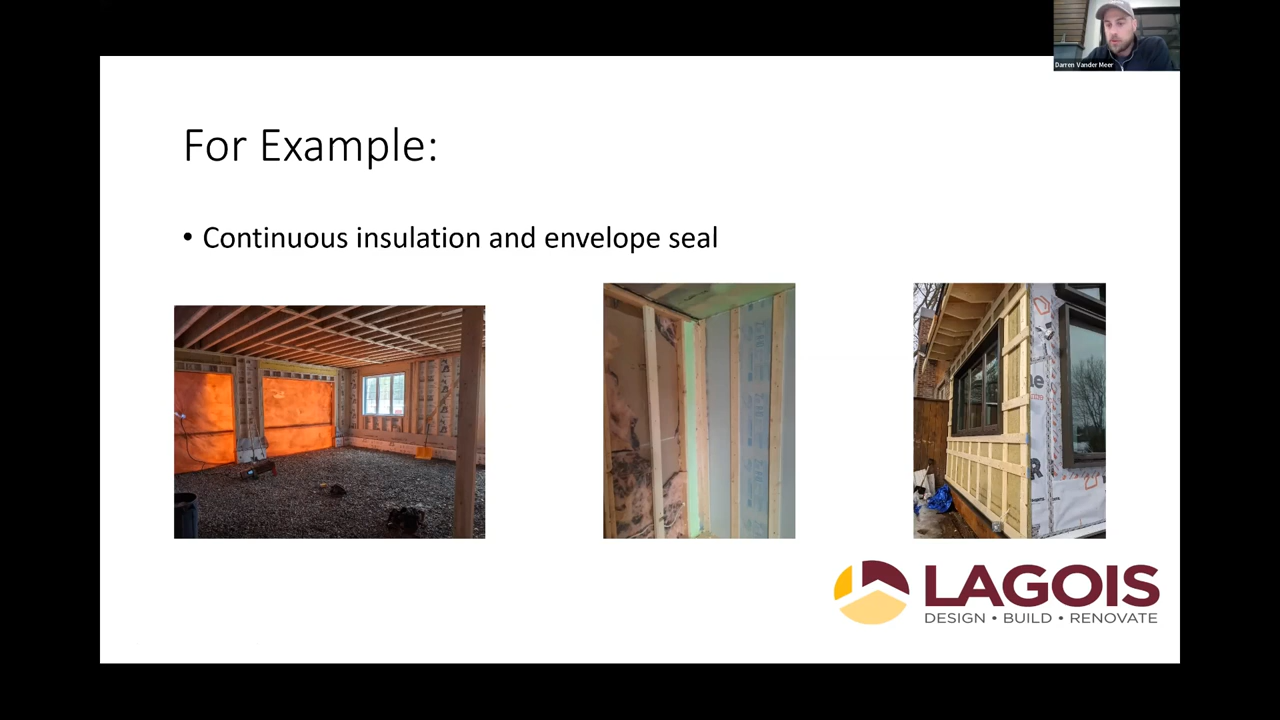 Darren Vander Meer
For Example:
• Continuous insulation and envelope seal
LAGOIS
DESIGN • BUILD • RENOVATE